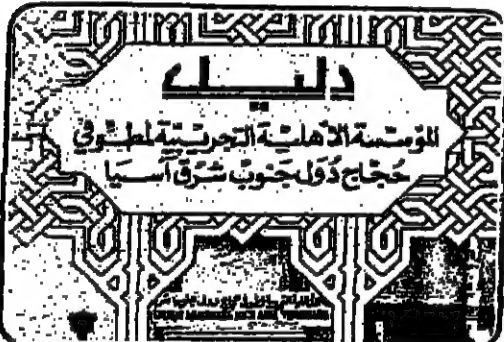 دليل
المؤسسة الأهلية التجريبية لمطوفي
حجاج دول جنوب شرق آسيا